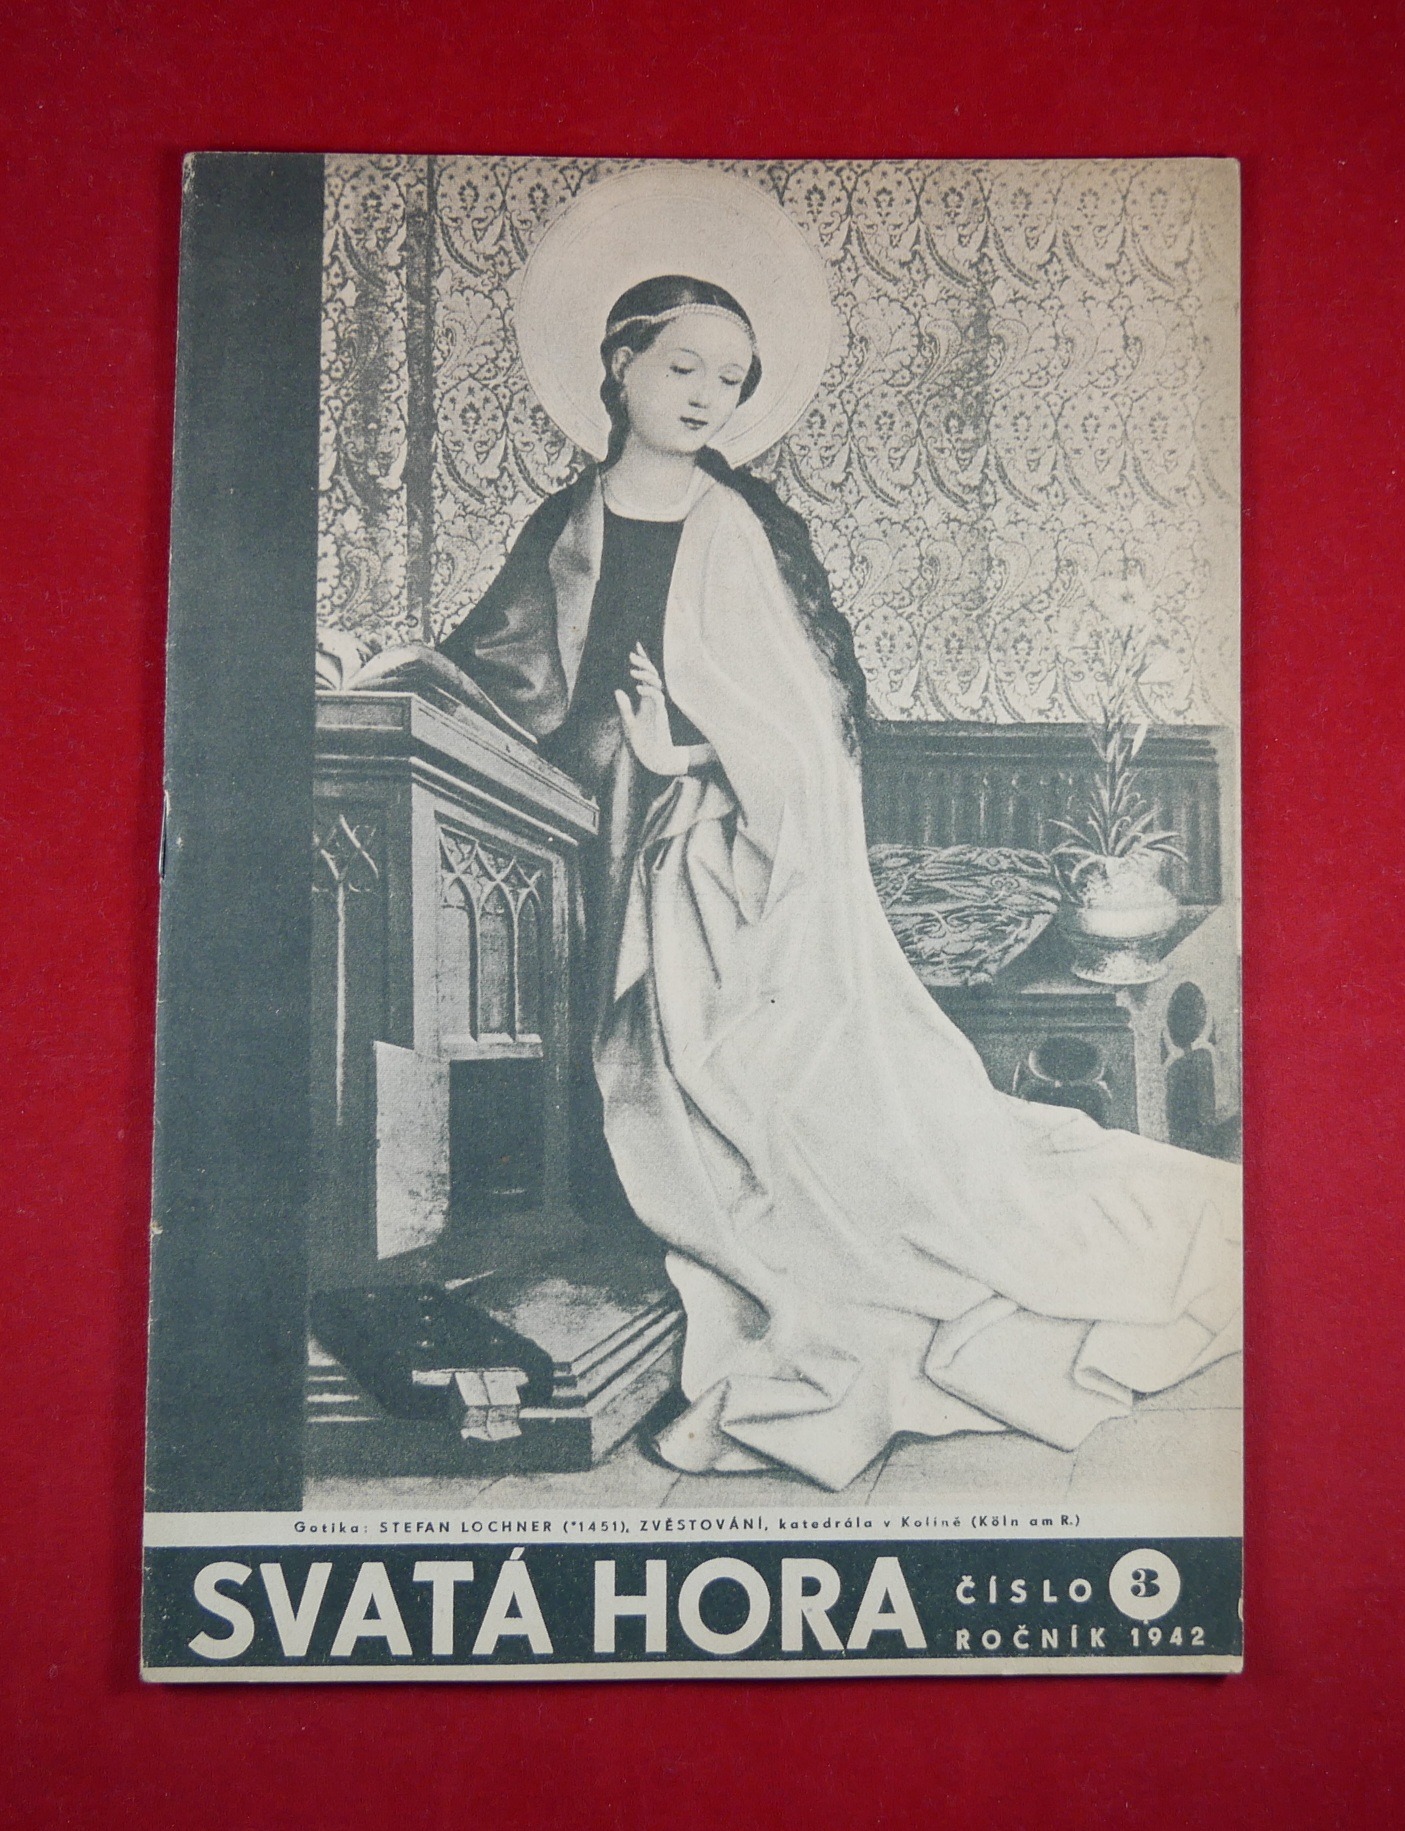 Gotika: STEFAN LOCHNER (*1451), ZVĚSTOVÁNÍ, katedrála v Kolíně (Köln am R.)
SVATÁ HORA
ČÍSLO 3
ROČNÍK 1942